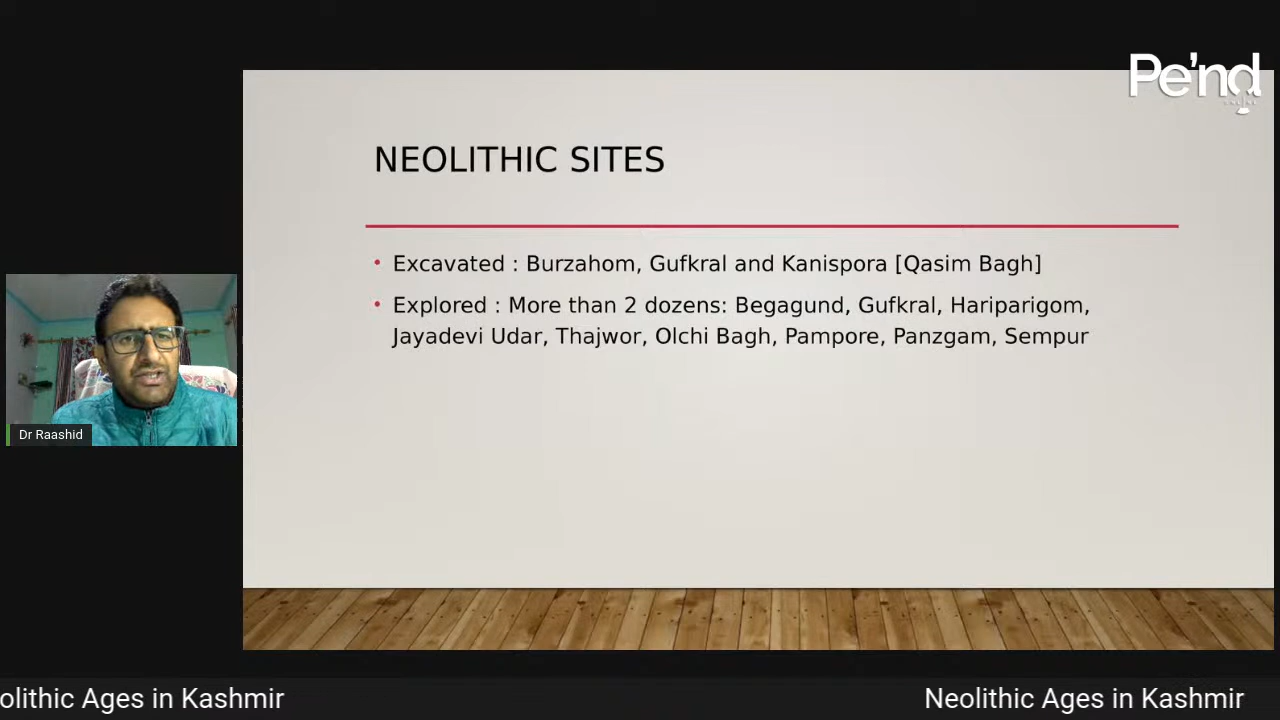 Pe'nd
NEOLITHIC SITES
• Excavated : Burzahom, Gufkral and Kanispora [Qasim Bagh]
• Explored : More than 2 dozens: Begagund, Gufkral, Hariparigom,
Jayadevi Udar, Thajwor, Olchi Bagh, Pampore, Panzgam, Sempur
Dr Raashid
olithic Ages in Kashmir
Neolithic Ages in Kashmir